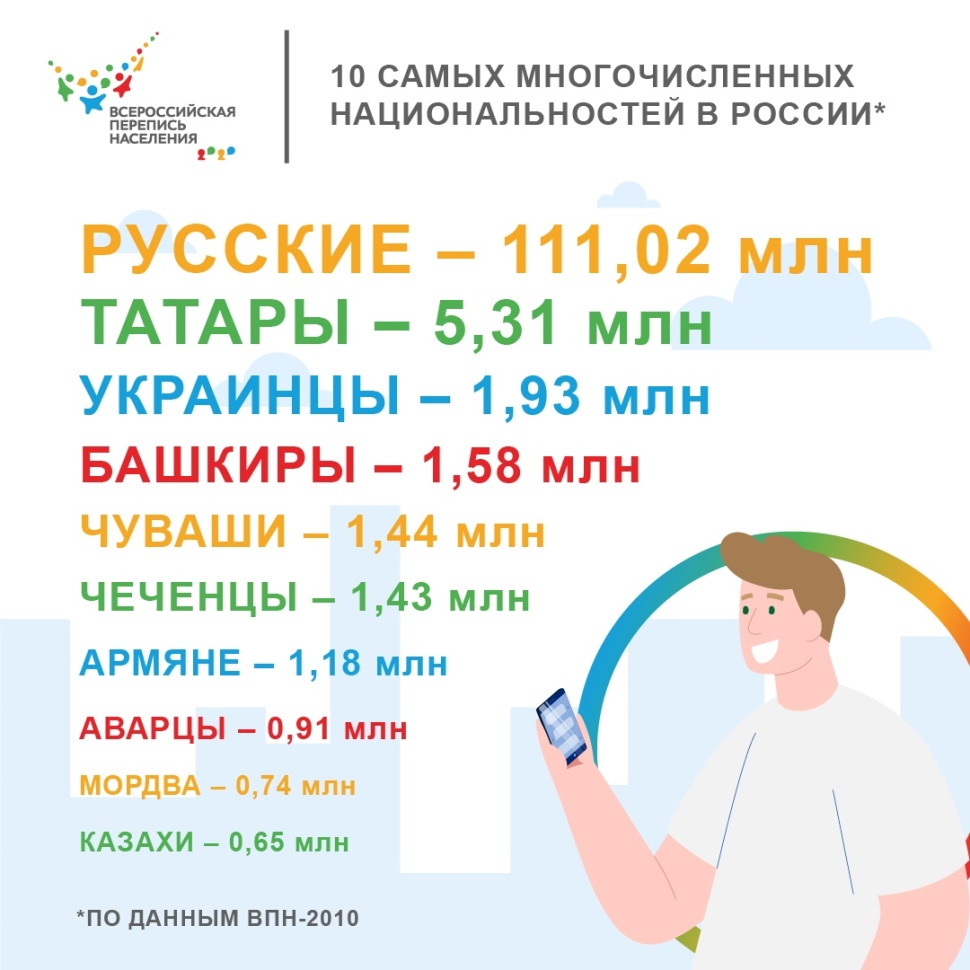 ВСЕРОССИЙСКАЯ
ПЕРЕПИСЬ
НАСЕЛЕНИЯ
2020
10 САМЫХ МНОГОЧИСЛЕННЫХ
НАЦИОНАЛЬНОСТЕЙ В РОССИИ*
РУССКИЕ – 111,02 млн
ТАТАРЫ – 5,31 млн
УКРАИНЦЫ – 1,93 млн
БАШКИРЫ – 1,58 млн
ЧУВАШИ – 1,44 млн
ЧЕЧЕНЦЫ – 1,43 млн
АРМЯНЕ – 1,18 млн
АВАРЦЫ – 0,91 млн
МОРДВА – 0,74 млн
КАЗАХИ – 0,65 млн
*ПО ДАННЫМ ВПН-2010